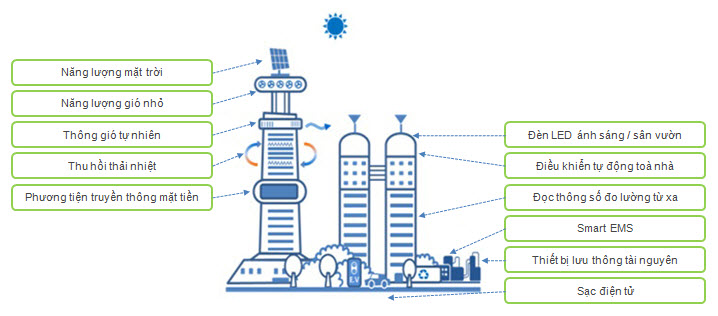 Năng lượng mặt trời
Năng lượng gió nhỏ
Thông gió tự nhiên
Thu hồi thải nhiệt
Phương tiện truyền thông mặt tiền
Đèn LED ánh sáng / sân vườn
Điều khiển tự động toà nhà
Đọc thông số đo lường từ xa
Smart EMS
Thiết bị lưu thông tài nguyên
Sạc điện tử
EV